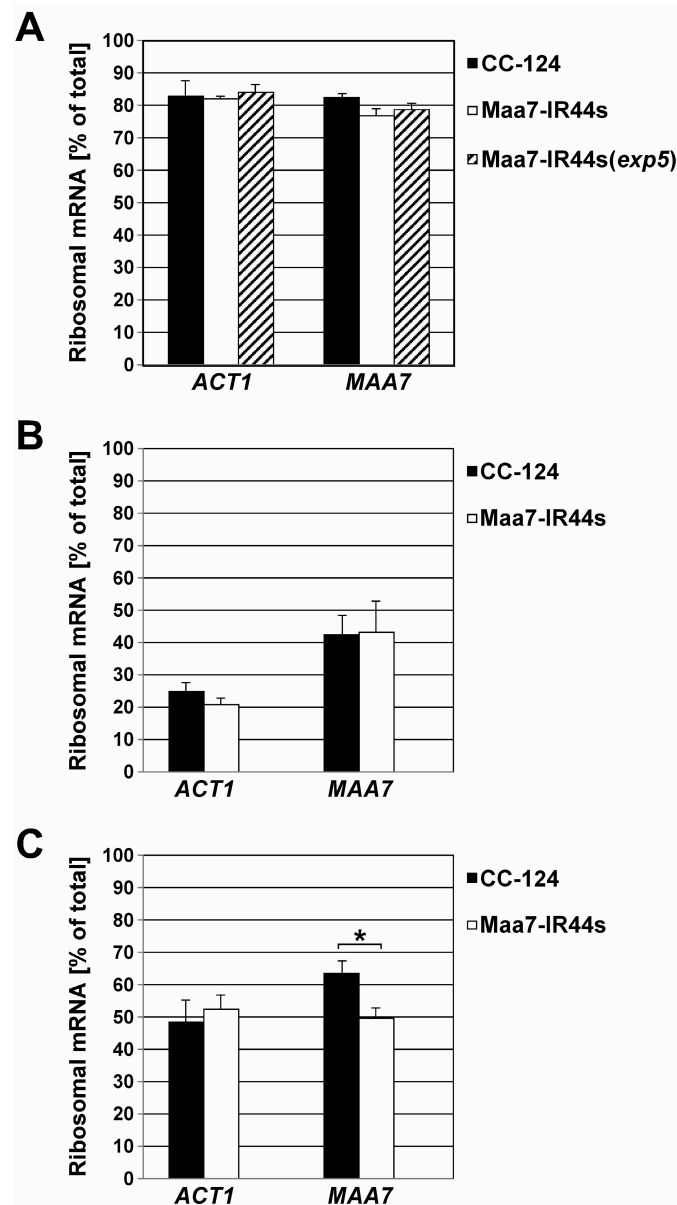 A
Ribosomal mRNA [% of total]
100
90
80
70
60
50
40
30
20
10
0
ACT1 MAA7
CC-124
Maa7-IR44s
Maa7-IR44s(exp5)
B
Ribosomal mRNA [% of total]
100
90
80
70
60
50
40
30
20
10
0
ACT1 MAA7
CC-124
Maa7-IR44s
C
Ribosomal mRNA [% of total]
100
90
80
70
60
50
40
30
20
10
0
*
ACT1 MAA7
CC-124
Maa7-IR44s